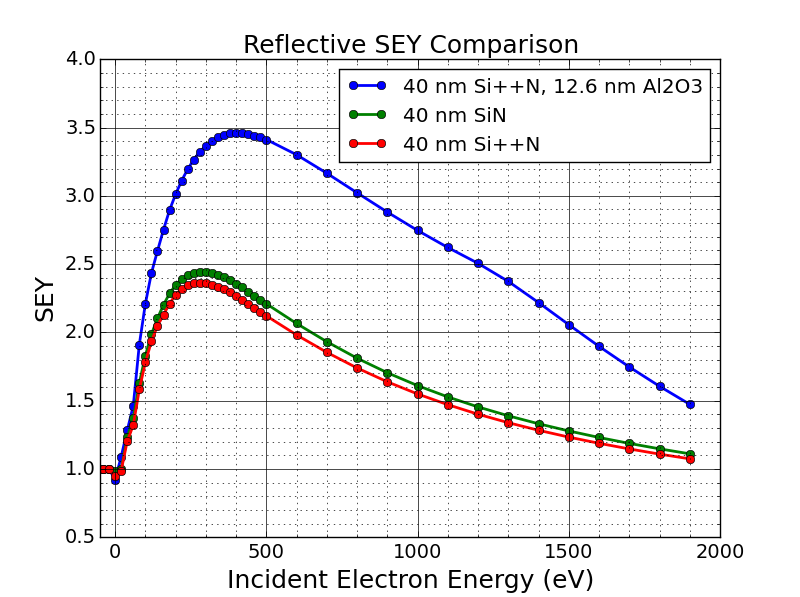 Reflective SEY Comparison
40 nm Si++N, 12.6 nm Al2O3
40 nm SiN
40 nm Si++N
4.0
3.5
3.0
2.5
2.0
1.5
1.0
0.5
SEY
0 500 1000 1500 2000
Incident Electron Energy (eV)